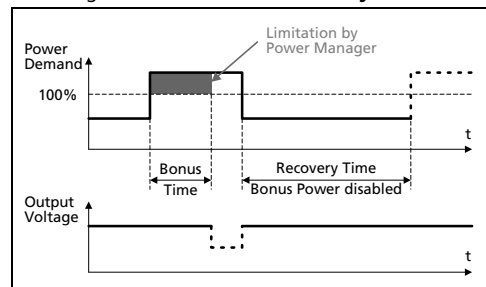 Limitation by
Power Manager
Power
Demand
100%
t
Bonus
Time
Recovery Time
Bonus Power disabled
Output
Voltage
t